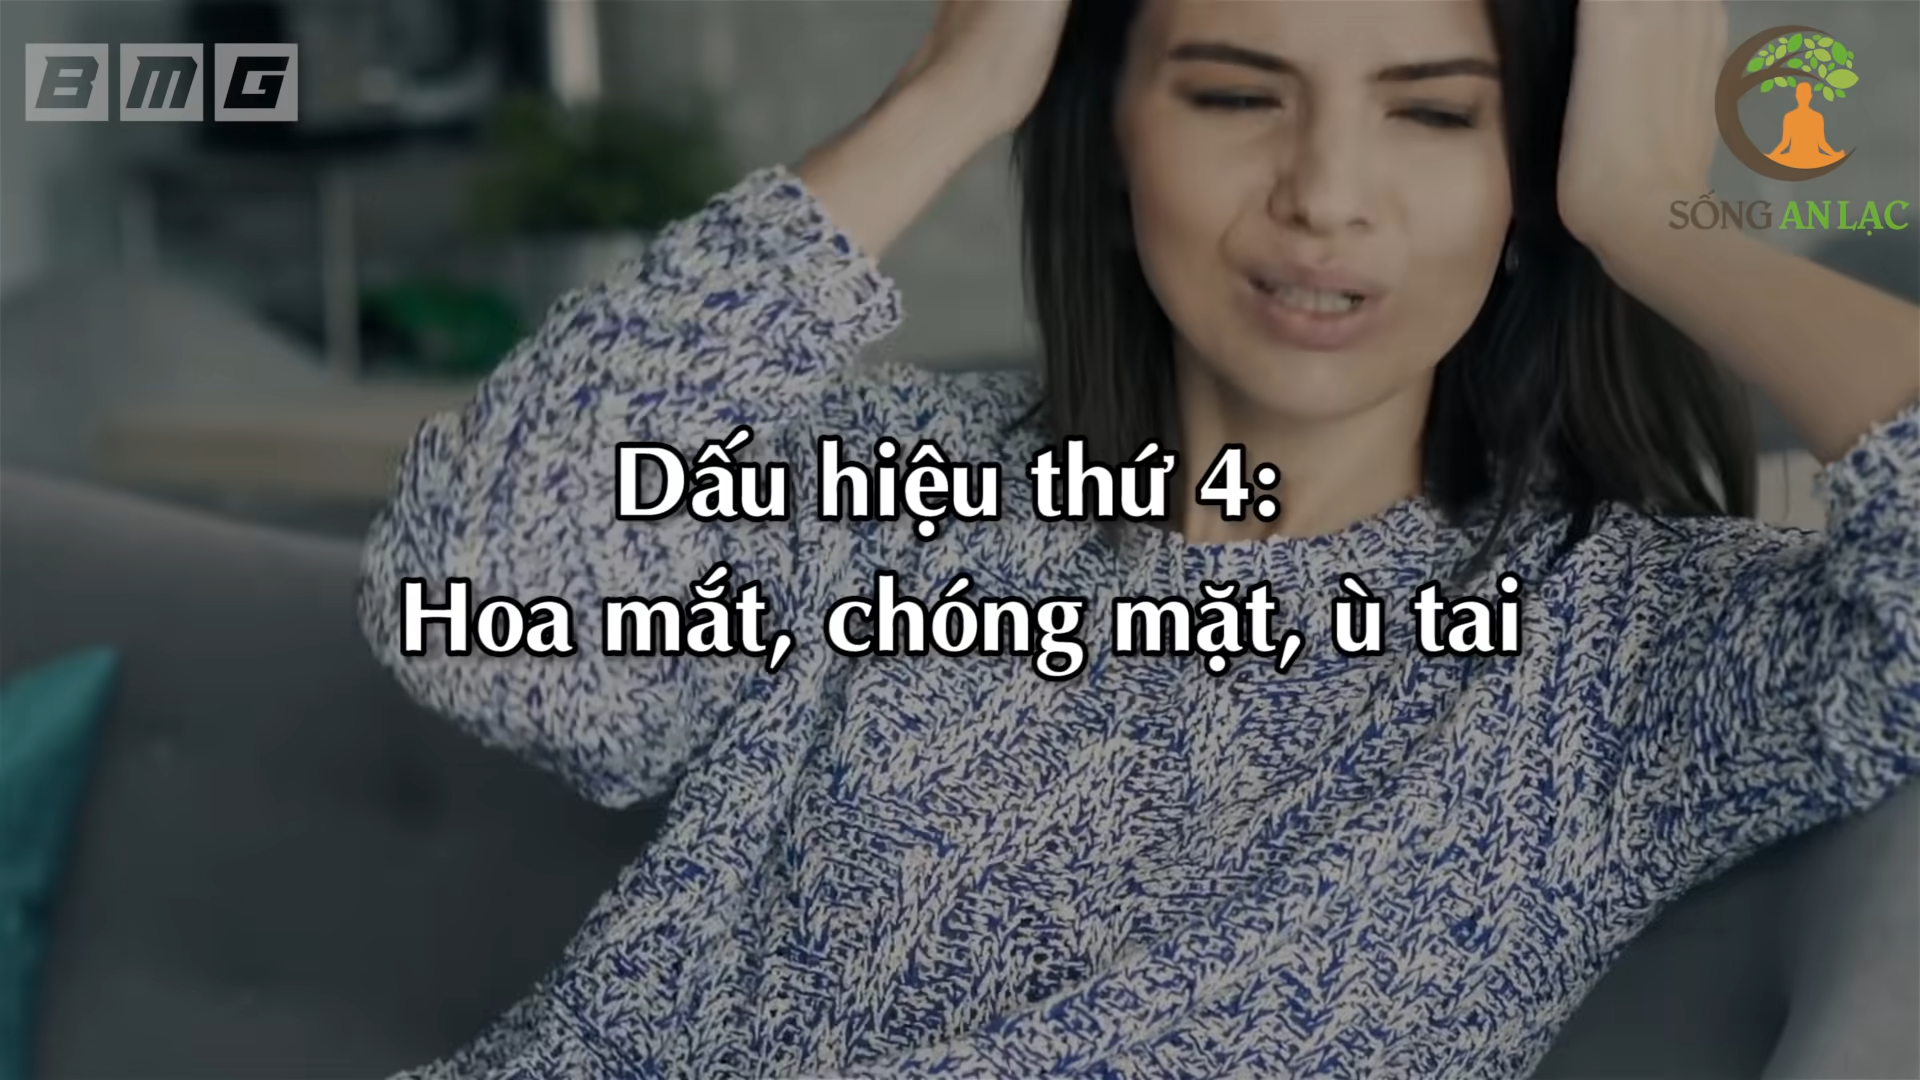 BMG
SỐNG AN LẠC
Dấu hiệu thứ 4:
Hoa mắt, chóng mặt, ù tai